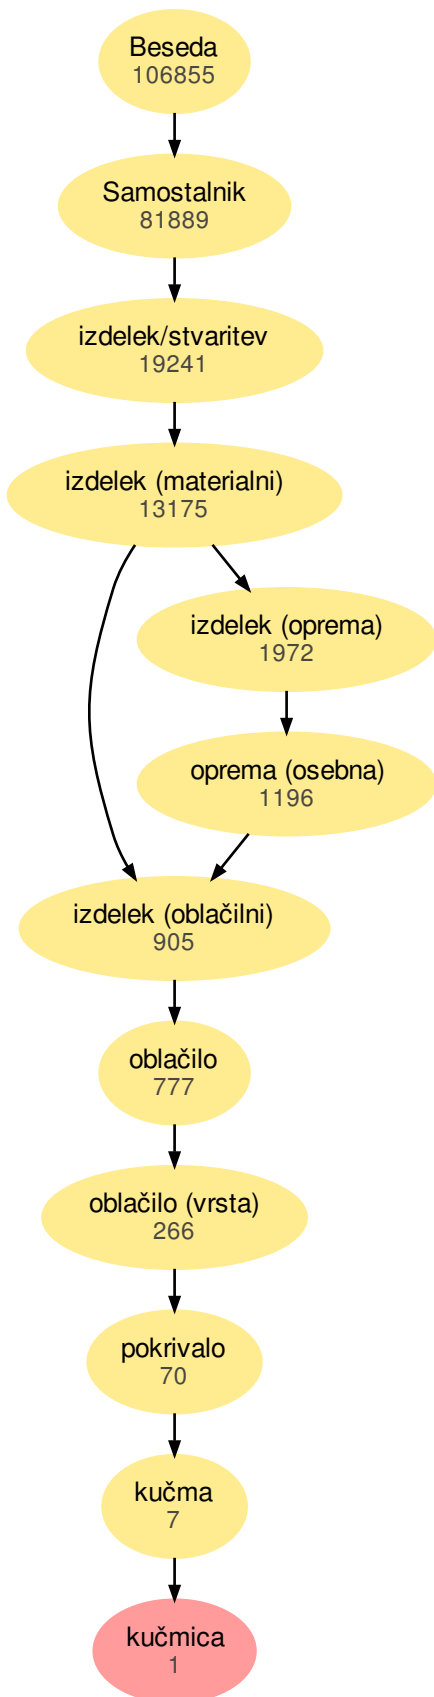 Beseda
106855
Samostalnik
81889
izdelek/stvaritev
19241
izdelek (materialni)
13175
izdelek (oprema)
1972
oprema (osebna)
1196
izdelek (oblačilni)
905
oblačilo
777
oblačilo (vrsta)
266
pokrivalo
70
kučma
7
kučmica
1